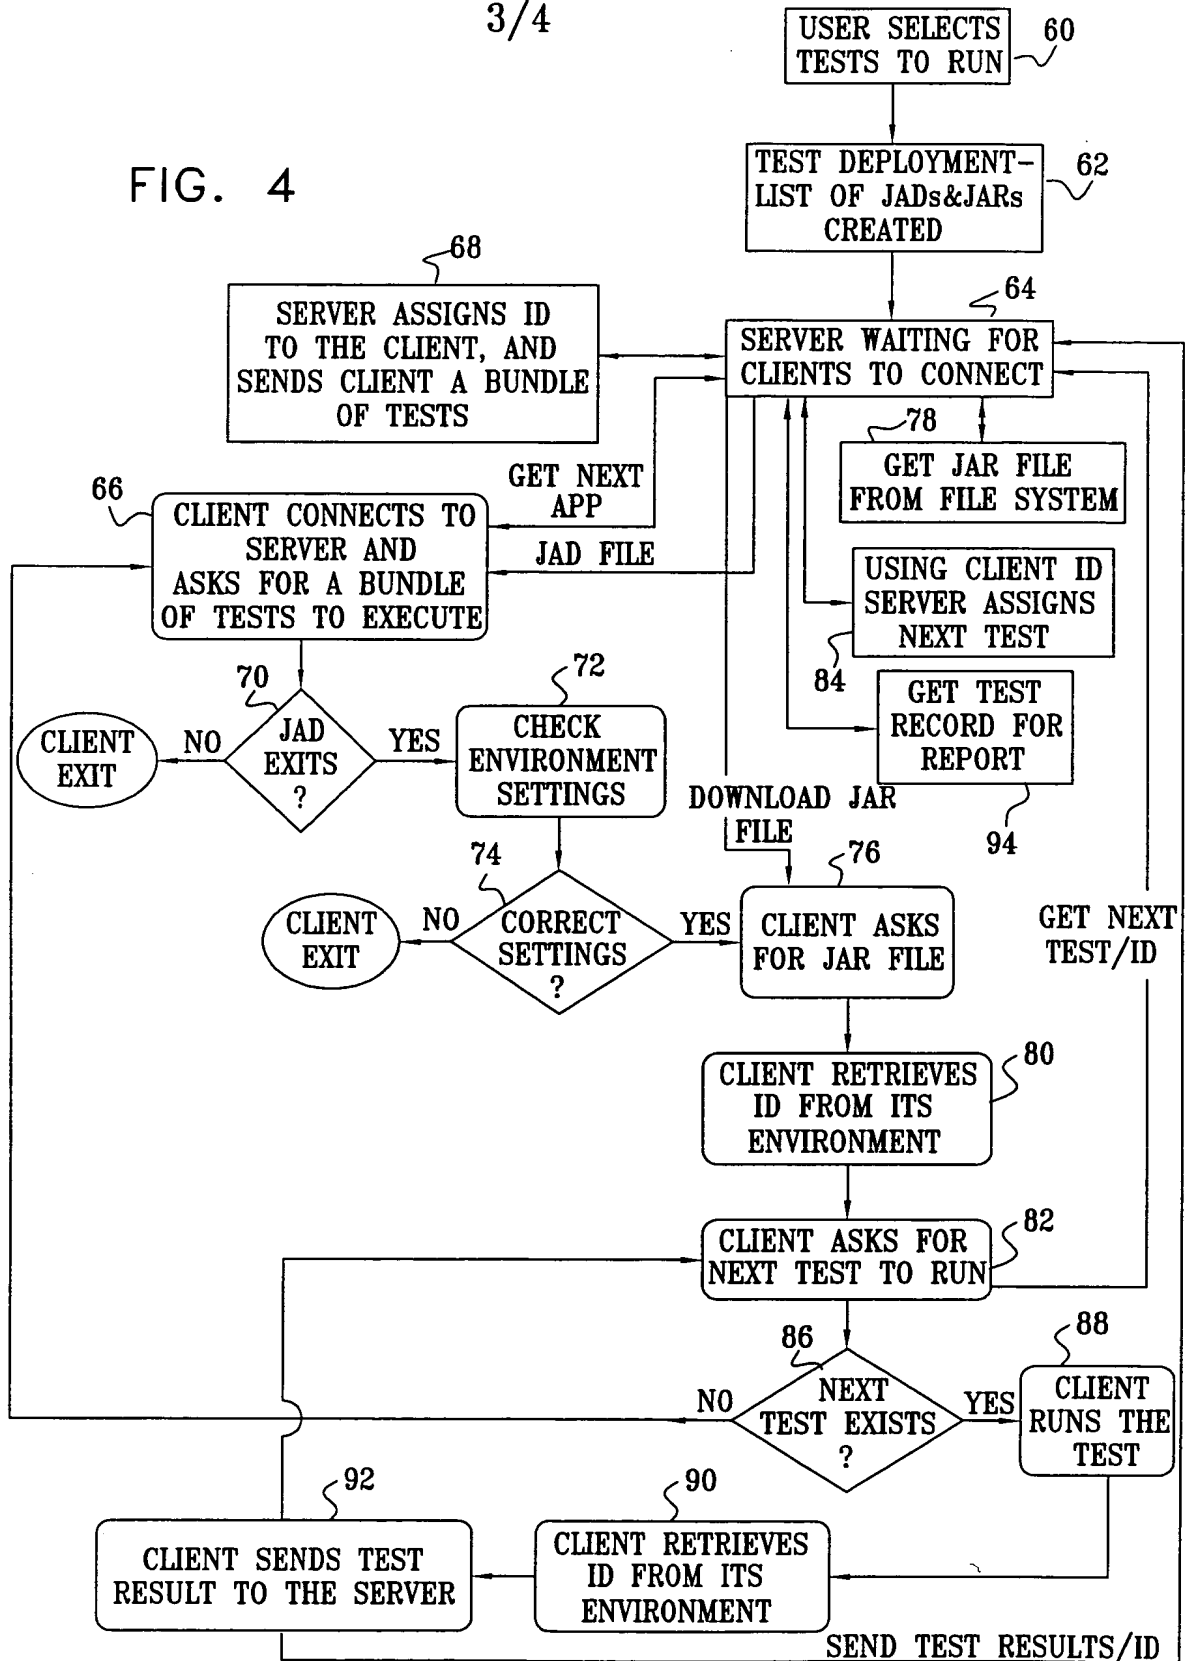 3/4
USER SELECTS
TESTS TO RUN
60
FIG. 4
TEST DEPLOYMENT-
LIST OF JADs&JARs
CREATED
62
68
SERVER ASSIGNS ID
TO THE CLIENT, AND
SENDS CLIENT A BUNDLE
OF TESTS
64
SERVER WAITING FOR
CLIENTS TO CONNECT
78
GET JAR FILE
FROM FILE SYSTEM
GET NEXT
APP
66
CLIENT CONNECTS TO
SERVER AND
ASKS FOR A BUNDLE
OF TESTS TO EXECUTE
JAD FILE
USING CLIENT ID
SERVER ASSIGNS
NEXT TEST
84
70
JAD
EXITS
?
NO
CLIENT
EXIT
YES
72
CHECK
ENVIRONMENT
SETTINGS
GET TEST
RECORD FOR
REPORT
94
DOWNLOAD JAR
FILE
74
CORRECT
SETTINGS
?
NO
CLIENT
EXIT
YES
76
CLIENT ASKS
FOR JAR FILE
GET NEXT
TEST/ID
80
CLIENT RETRIEVES
ID FROM ITS
ENVIRONMENT
82
CLIENT ASKS FOR
NEXT TEST TO RUN
86
NEXT
TEST EXISTS
?
NO
YES
88
CLIENT
RUNS THE
TEST
92
CLIENT SENDS TEST
RESULT TO THE SERVER
90
CLIENT RETRIEVES
ID FROM ITS
ENVIRONMENT
SEND TEST RESULTS/ID